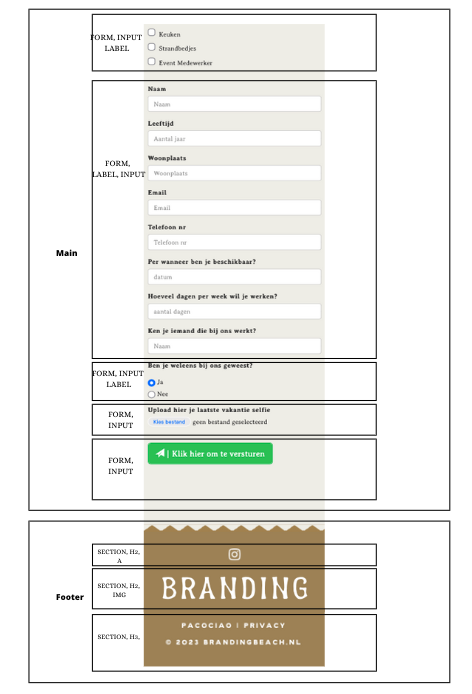 FORM, INPUT
LABEL
Keuken
Strandbedjes
Event Medewerker
Naam
Naam
Leeftijd
Aantal jaar
FORM,
LABEL, INPUT
Woonplaats
Woonplaats
Email
Email
Telefoon nr
Telefoon nr
Main
Per wanneer ben je beschikbaar?
datum
Hoeveel dagen per week wil je werken?
aantal dagen
Ken je iemand die bij ons werkt?
Naam
FORM, INPUT
LABEL
Ben je weleens bij ons geweest?
Ja
Nee
FORM,
INPUT
Upload hier je laatste vakantie selfie
Kies bestand geen bestand geselecteerd
FORM,
INPUT
| Klik hier om te versturen
SECTION, H2,
A
Footer
SECTION, H2,
IMG
BRANDING
SECTION, H2,
PACOCIAO | PRIVACY
© 2023 BRANDINGBEACH.NL